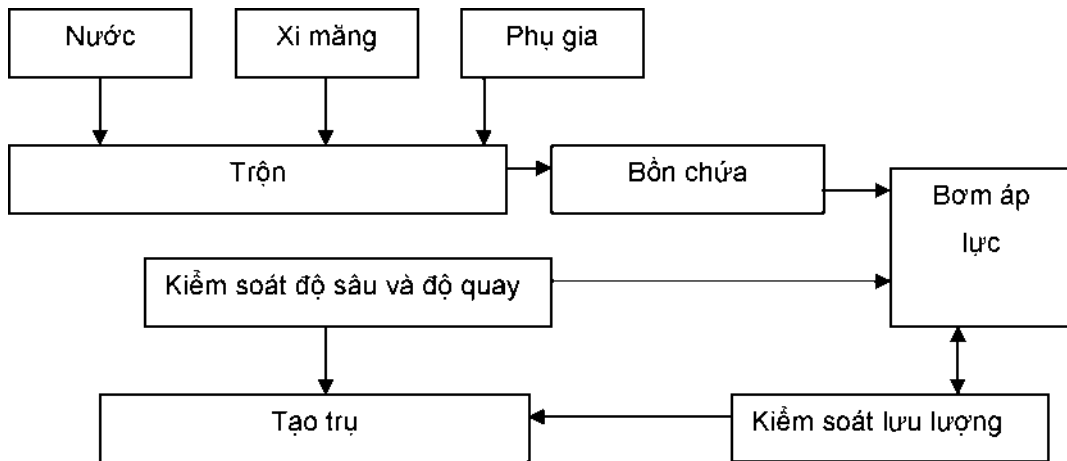 Nước
Xi măng
Phụ gia
Trộn
Bồn chứa
Bơm áp
lực
Kiểm soát độ sâu và độ quay
Tạo trụ
Kiểm soát lưu lượng